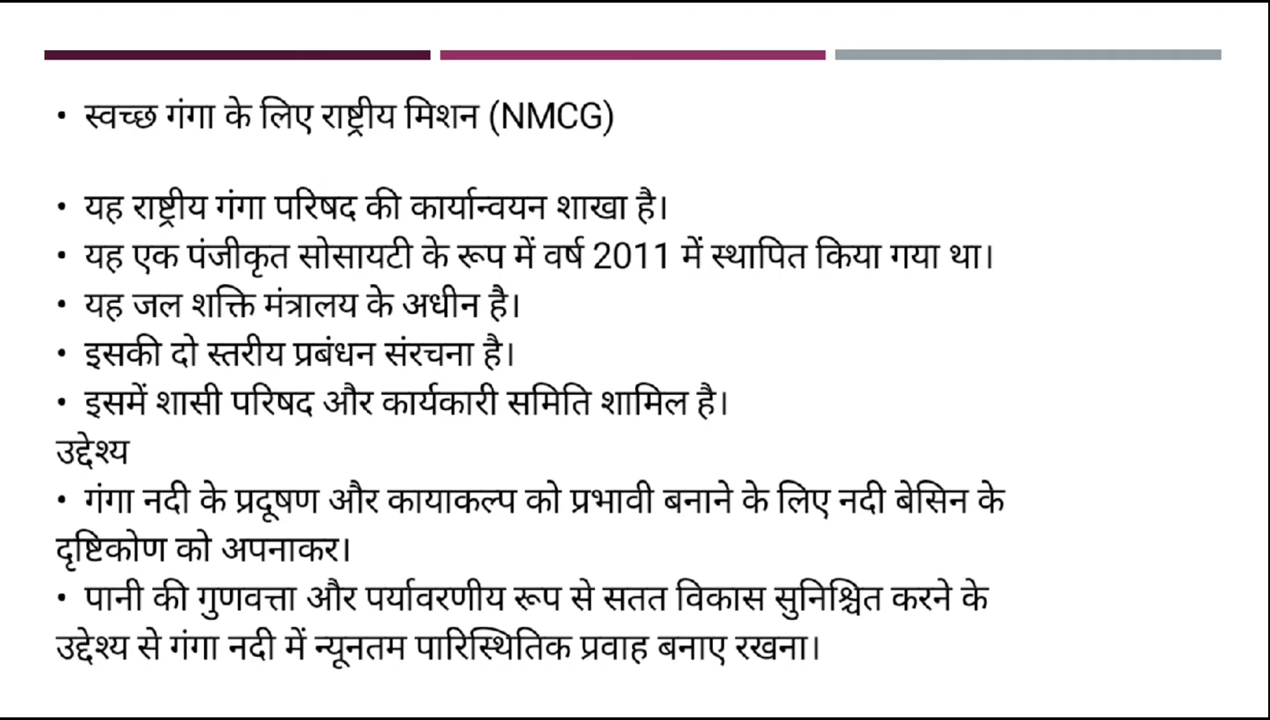 • स्वच्छ गंगा के लिए राष्ट्रीय मिशन (NMCG)
• यह राष्ट्रीय गंगा परिषद की कार्यान्वयन शाखा है।
• यह एक पंजीकृत सोसायटी के रूप में वर्ष 2011 में स्थापित किया गया था।
• यह जल शक्ति मंत्रालय के अधीन है।
• इसकी दो स्तरीय प्रबंधन संरचना है।
• इसमें शासी परिषद और कार्यकारी समिति शामिल है।
उद्देश्य
• गंगा नदी के प्रदूषण और कायाकल्प को प्रभावी बनाने के लिए नदी बेसिन के
दृष्टिकोण को अपनाकर।
• पानी की गुणवत्ता और पर्यावरणीय रूप से सतत विकास सुनिश्चित करने के
उद्देश्य से गंगा नदी में न्यूनतम पारिस्थितिक प्रवाह बनाए रखना।